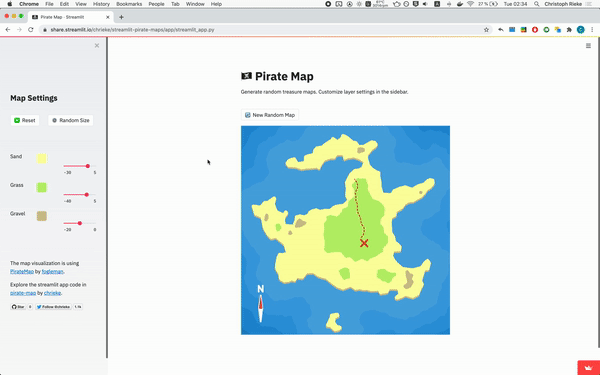 Chrome File Edit View History Bookmarks People Tab Window Help
27 % Tue 02:34 Christoph Rieke
Pirate Map · Streamlit
share.streamlit.io/chrieke/streamlit-pirate-maps/app/streamlit_app.py
Map Settings
Reset Random Size
Sand
-30 5
Grass
-40 5
Gravel
-20 0
The map visualization is using
PirateMap by fogleman.
Explore the streamlit app code in
pirate-map by chrieke.
Star 9 Follow @chrieke 1.1k
Pirate Map
Generate random treasure maps. Customize layer settings in the sidebar.
New Random Map
N